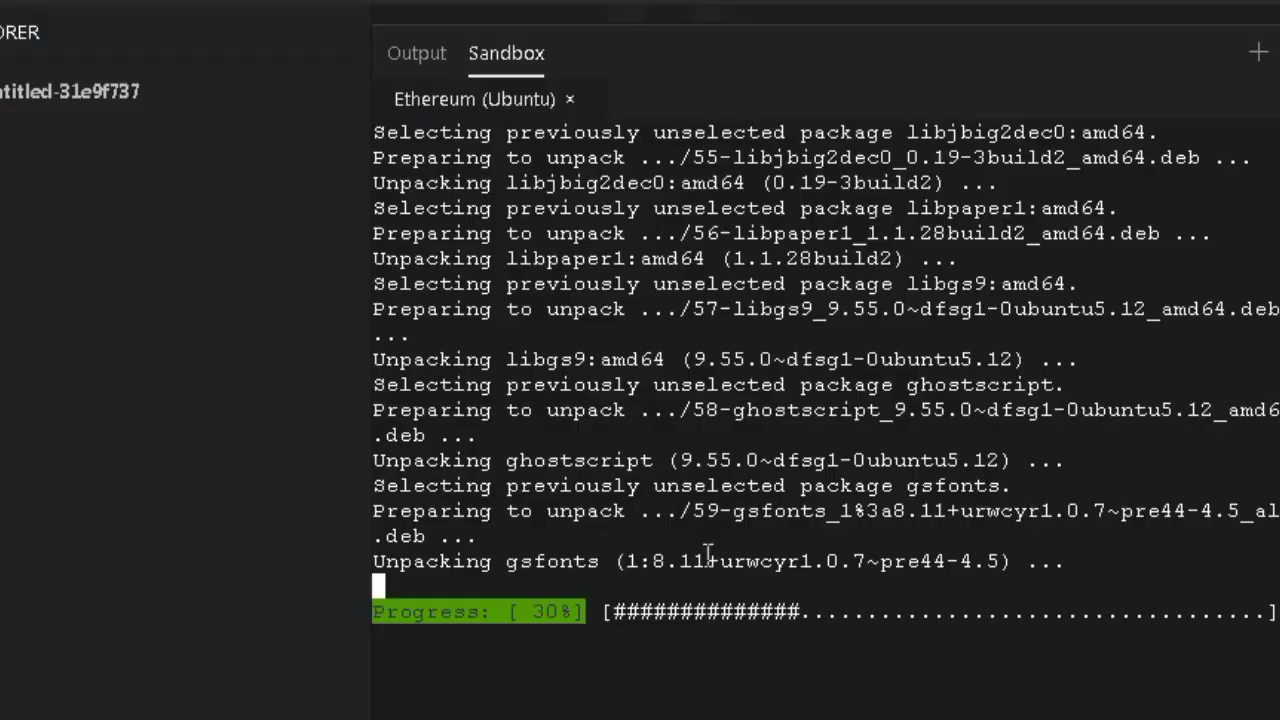 ORER
ntitled-31e9f737
Output Sandbox
Ethereum (Ubuntu) ×
Selecting previously unselected package libjbig2dec0:amd64.
Preparing to unpack .../55-libjbig2dec0_0.19-3build2_amd64.deb ...
Unpacking libjbig2dec0:amd64 (0.19-3build2) ...
Selecting previously unselected package libpaper1:amd64.
Preparing to unpack .../56-libpaper1_1.1.28build2_amd64.deb ...
Unpacking libpaper1:amd64 (1.1.28build2) ...
Selecting previously unselected package libgs9:amd64.
Preparing to unpack .../57-libgs9_9.55.0~dfsg1-0ubuntu5.12_amd64.deb
...
Unpacking libgs9:amd64 (9.55.0~dfsg1-0ubuntu5.12) ...
Selecting previously unselected package ghostscript.
Preparing to unpack .../58-ghostscript_9.55.0~dfsg1-0ubuntu5.12_amd6
.deb ...
Unpacking ghostscript (9.55.0~dfsg1-0ubuntu5.12) ...
Selecting previously unselected package gsfonts.
Preparing to unpack .../59-gsfonts_1%3a8.11+urwcyr1.0.7~pre44-4.5_al
.deb ...
Unpacking gsfonts (1:8.11+urwcyr1.0.7~pre44-4.5) ...
Progress: [ 30%] [##############...................................]